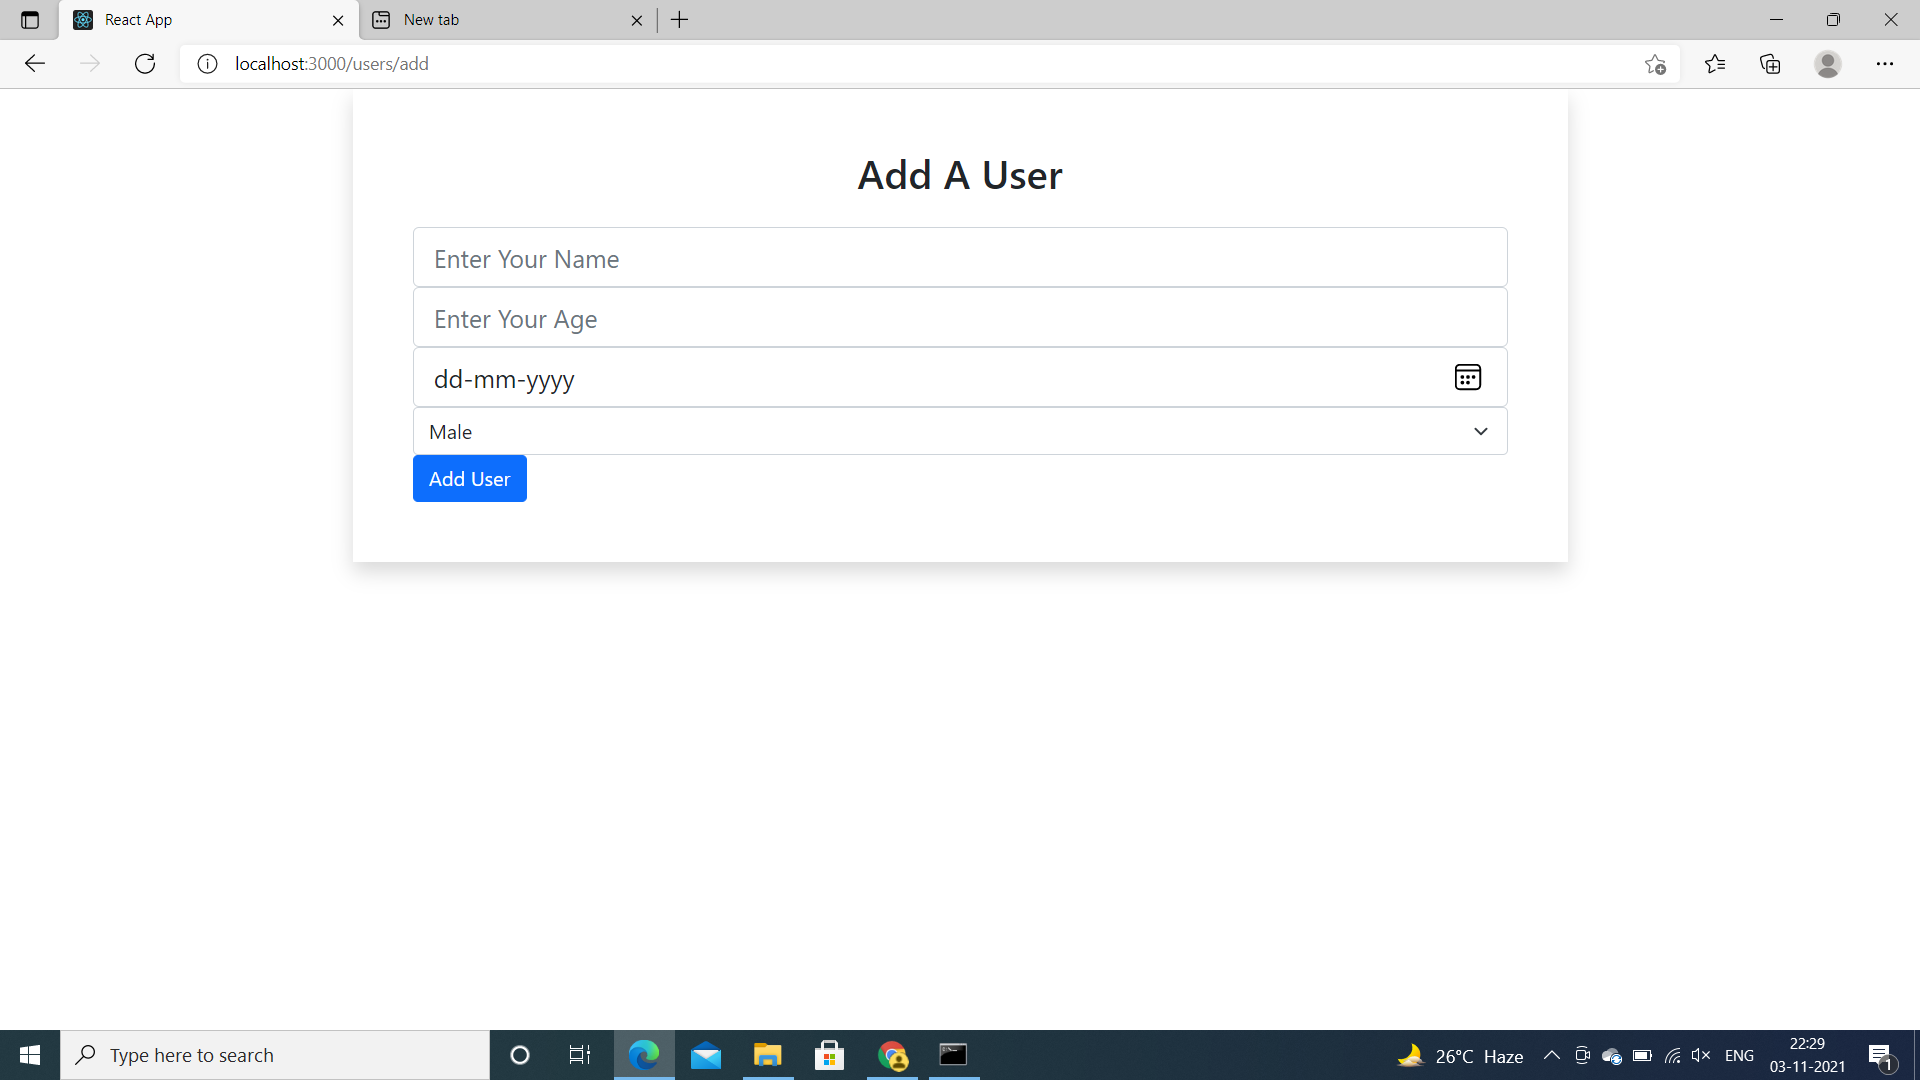 React App
New tab
localhost:3000/users/add
Add A User
Enter Your Name
Enter Your Age
dd-mm-yyyy
Male
Add User
Type here to search
26°C Haze
ENG
22:29
03-11-2021
1